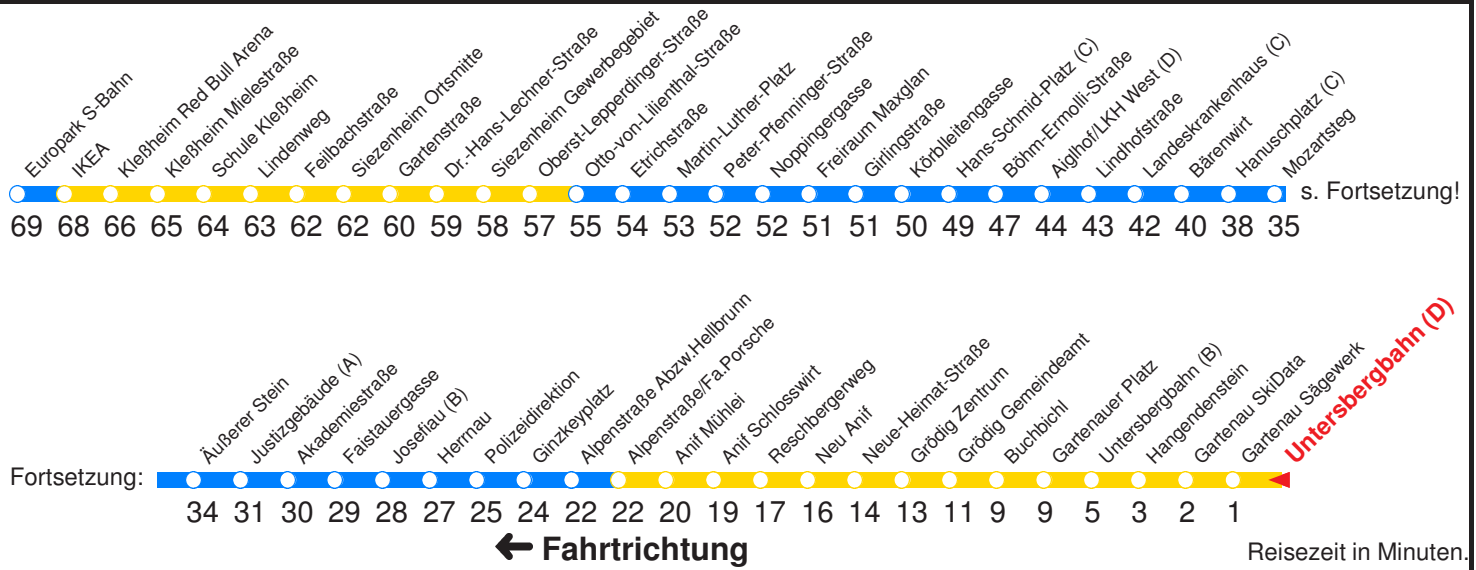 Europark S-Bahn
IKEA
Kleßheim Red Bull Arena
Kleßheim Mielestraße
Schule Kleßheim
Lindenweg
Fellbachstraße
Siezenheim Ortsmitte
Gartenstraße
Dr.-Hans-Lechner-Straße
Siezenheim Gewerbegebiet
Oberst-Lepperdinger-Straße
Otto-von-Lilienthal-Straße
Etrichstraße
Martin-Luther-Platz
Peter-Pfenninger-Straße
Noppingergasse
Freiraum Maxglan
Girlingstraße
Körblleitengasse
Hans-Schmid-Platz (C)
Böhm-Ermolli-Straße
Aiglhof/LKH West (D)
Lindhofstraße
Landeskrankenhaus (C)
Bärenwirt
Hanuschplatz (C)
Mozartsteg
s. Fortsetzung!
69 68 66 65 64 63 62 62 60 59 58 57 55 54 53 52 52 51 51 50 49 47 44 43 42 40 38 35
Fortsetzung:
Äußerer Stein
Justizgebäude (A)
Akademiestraße
Faistauergasse
Josefiau (B)
Herrnau
Polizeidirektion
Ginzkeyplatz
Alpenstraße Abzw.Hellbrunn
Alpenstraße/Fa.Porsche
Anif Mühlei
Anif Schlosswirt
Reschbergerweg
Neu Anif
Neue-Heimat-Straße
Grödig Zentrum
Grödig Gemeindeamt
Buchbichl
Gartenauer Platz
Untersbergbahn (B)
Hangendenstein
Gartenau SkiData
Gartenau Sägewerk
Untersbergbahn (D)
34 31 30 29 28 27 25 24 22 22 20 19 17 16 14 13 11 9 9 5 3 2 1
Fahrtrichtung
Reisezeit in Minuten.